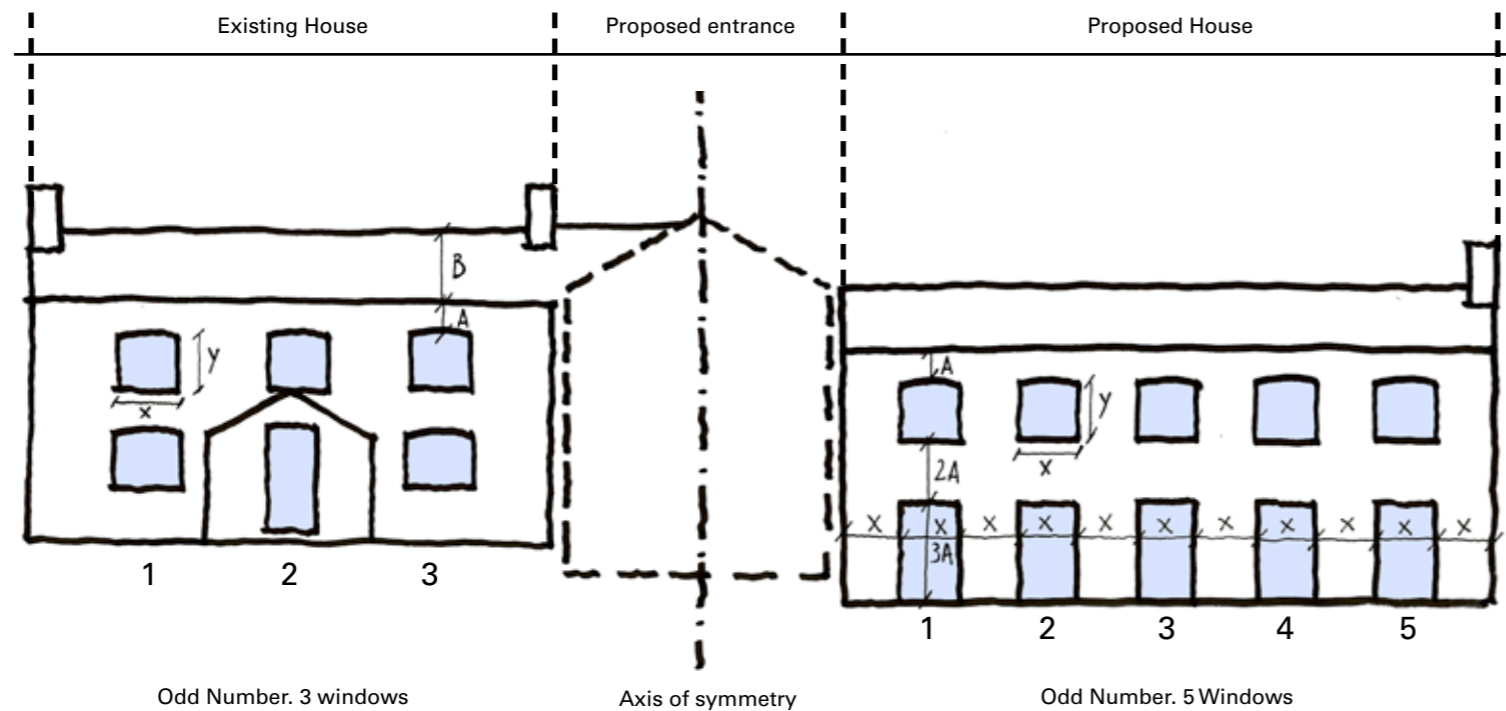 Existing House
Proposed entrance
Proposed House
B
A
y
x
1
2
3
A
y
x
2A
x x x x x x x x x x x
3A
1
2
3
4
5
Odd Number. 3 windows
Axis of symmetry
Odd Number. 5 Windows